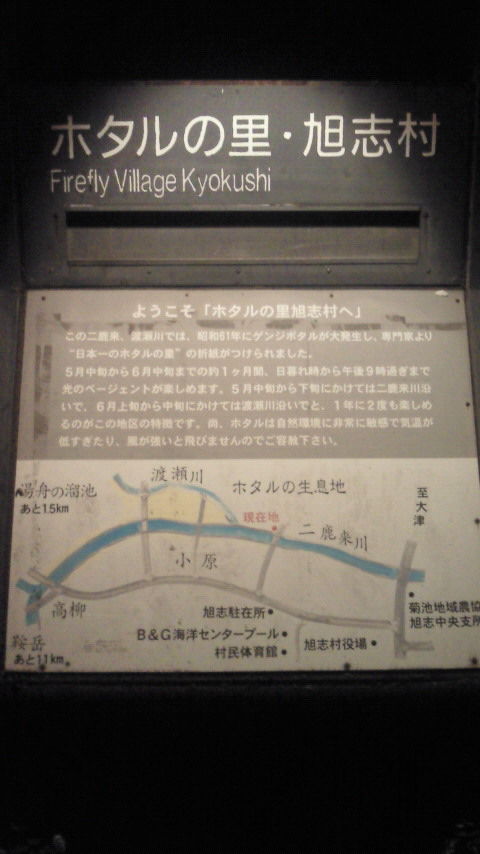 ホタルの里・旭志村
Firefly Village Kyokushi
ようこそ「ホタルの里旭志村へ」
この二鹿来、渡瀬川では、昭和61年にゲンジボタルが大発生し、専門家より
“日本一のホタルの里”の折紙がつけられました。
5月中旬から6月中旬までの約1ヶ月間、日暮れ時から午後9時過ぎまで
光のページェントが楽しめます。5月中旬から下旬にかけては二鹿来川沿
いで、6月上旬から中旬にかけては渡瀬川沿いでと、1年に2度も楽しめ
るのがこの地区の特徴です。尚、ホタルは自然環境に非常に敏感で気温が
低すぎたり、風が強いと飛びませんのでご容赦下さい。
渡瀬川
湯舟の溜池
あと1.5km
ホタルの生息地
至大津
現在地
二鹿来川
小原
高柳
菊池地域農協
旭志中央支所
旭志駐在所
B&G海洋センタープール
村民体育館
旭志村役場
鞍岳
あと11km